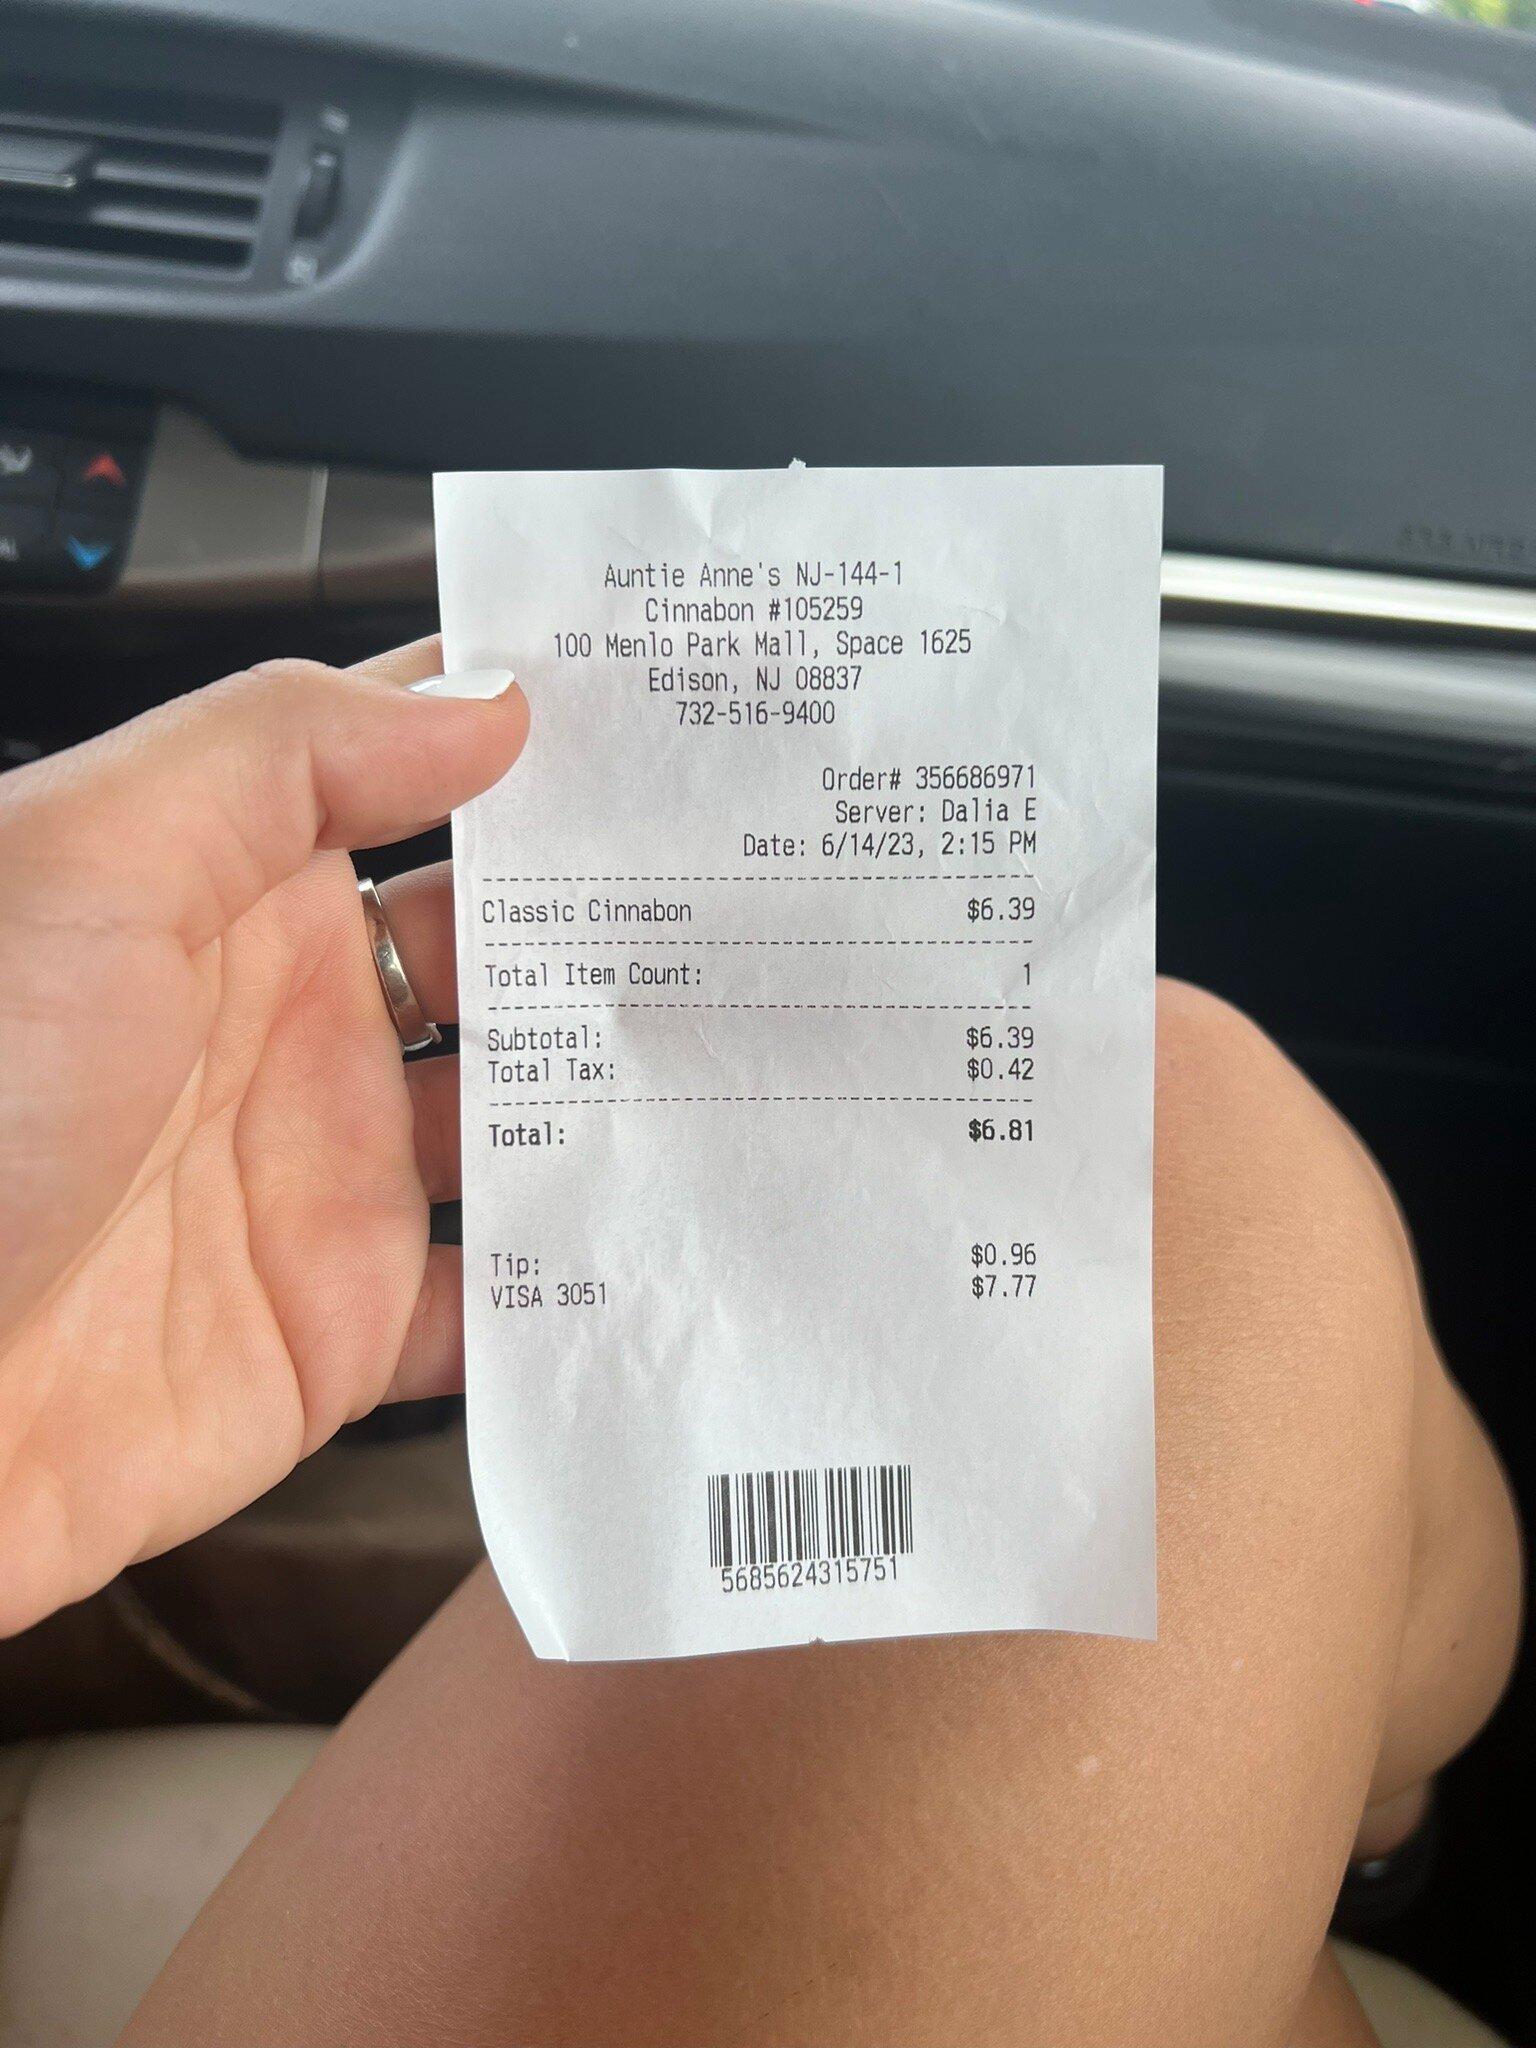 Auntie Anne's NJ-144-1
Cinnabon #105259
100 Menlo Park Mall, Space 1625
Edison, NJ 08837
732-516-9400
Order# 356686971
Server: Dalia E
Date: 6/14/23, 2:15 PM
Classic Cinnabon $6.39
Total Item Count: 1
Subtotal: $6.39
Total Tax: $0.42
Total: $6.81
Tip: $0.96
VISA 3051 $7.77
5685624315751